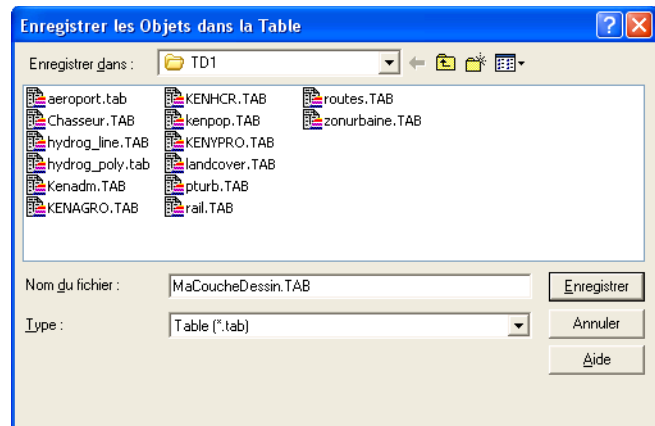 Enregistrer les Objets dans la Table
Enregistrer dans :
TD1
aeroport.tab
Chasseur.TAB
hydrog_line.TAB
hydrog_poly.tab
Kenadm.TAB
KENAGRO.TAB
KENHCR.TAB
kenpop.TAB
KENYPRO.TAB
landcover.TAB
pturb.TAB
rail.TAB
routes.TAB
zonurbaine.TAB
Nom du fichier :
MaCoucheDessin.TAB
Enregistrer
Type :
Table (*.tab)
Annuler
Aide